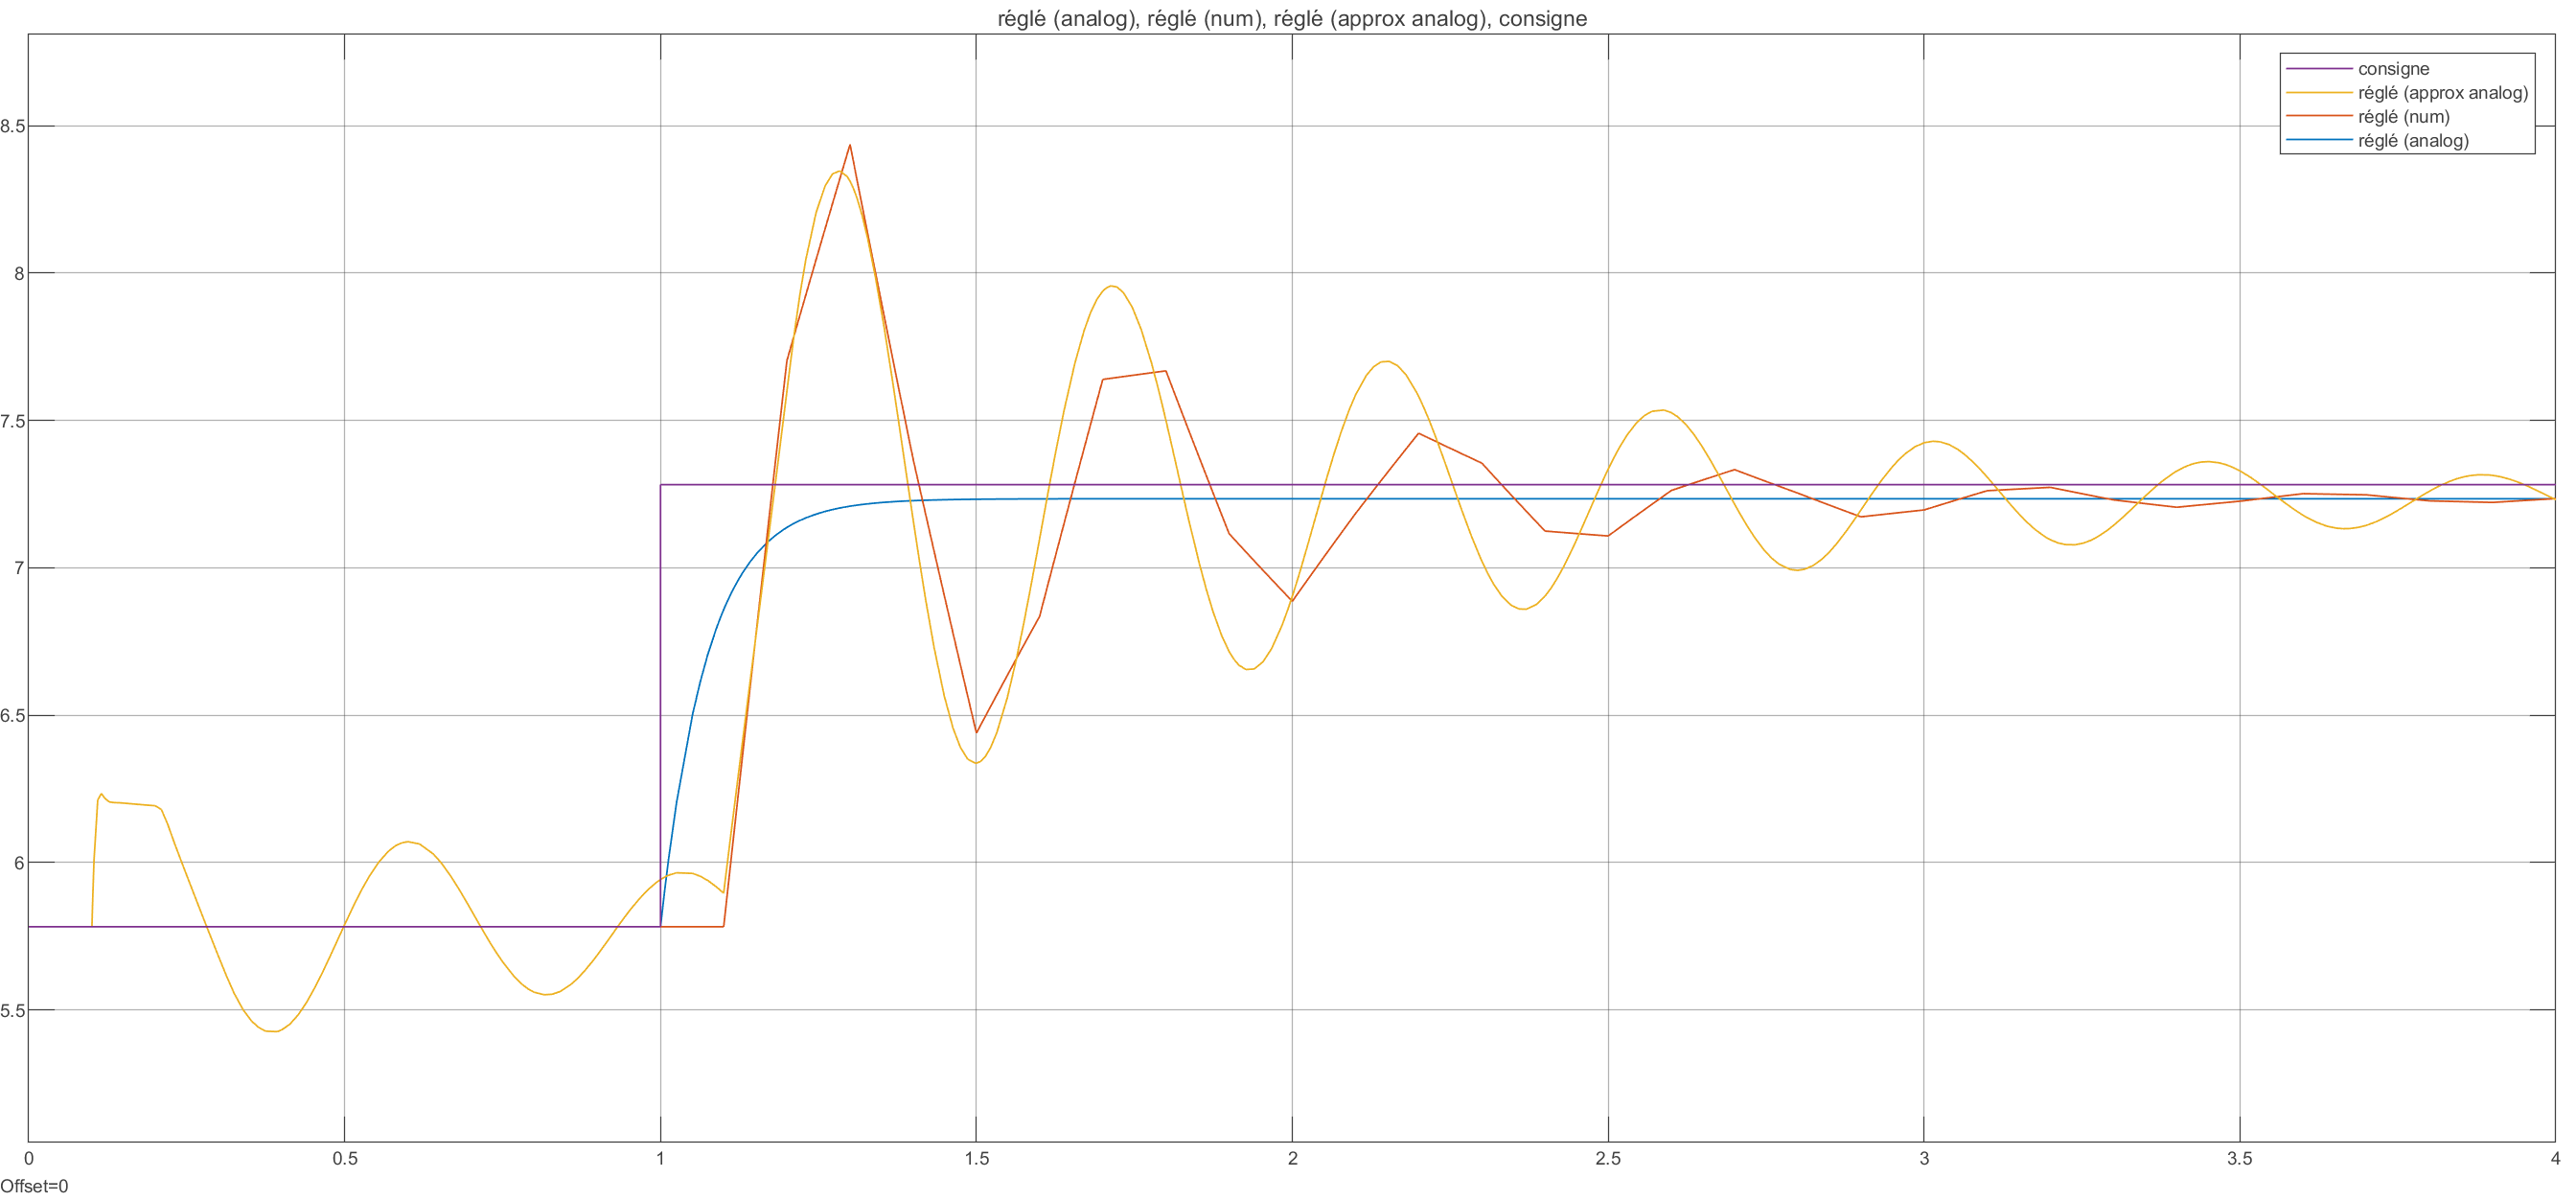 réglé (analog), réglé (num), réglé (approx analog), consigne
consigne
réglé (approx analog)
réglé (num)
réglé (analog)
8.5
8
7.5
7
6.5
6
5.5
0 0.5 1 1.5 2 2.5 3 3.5 4
Offset=0